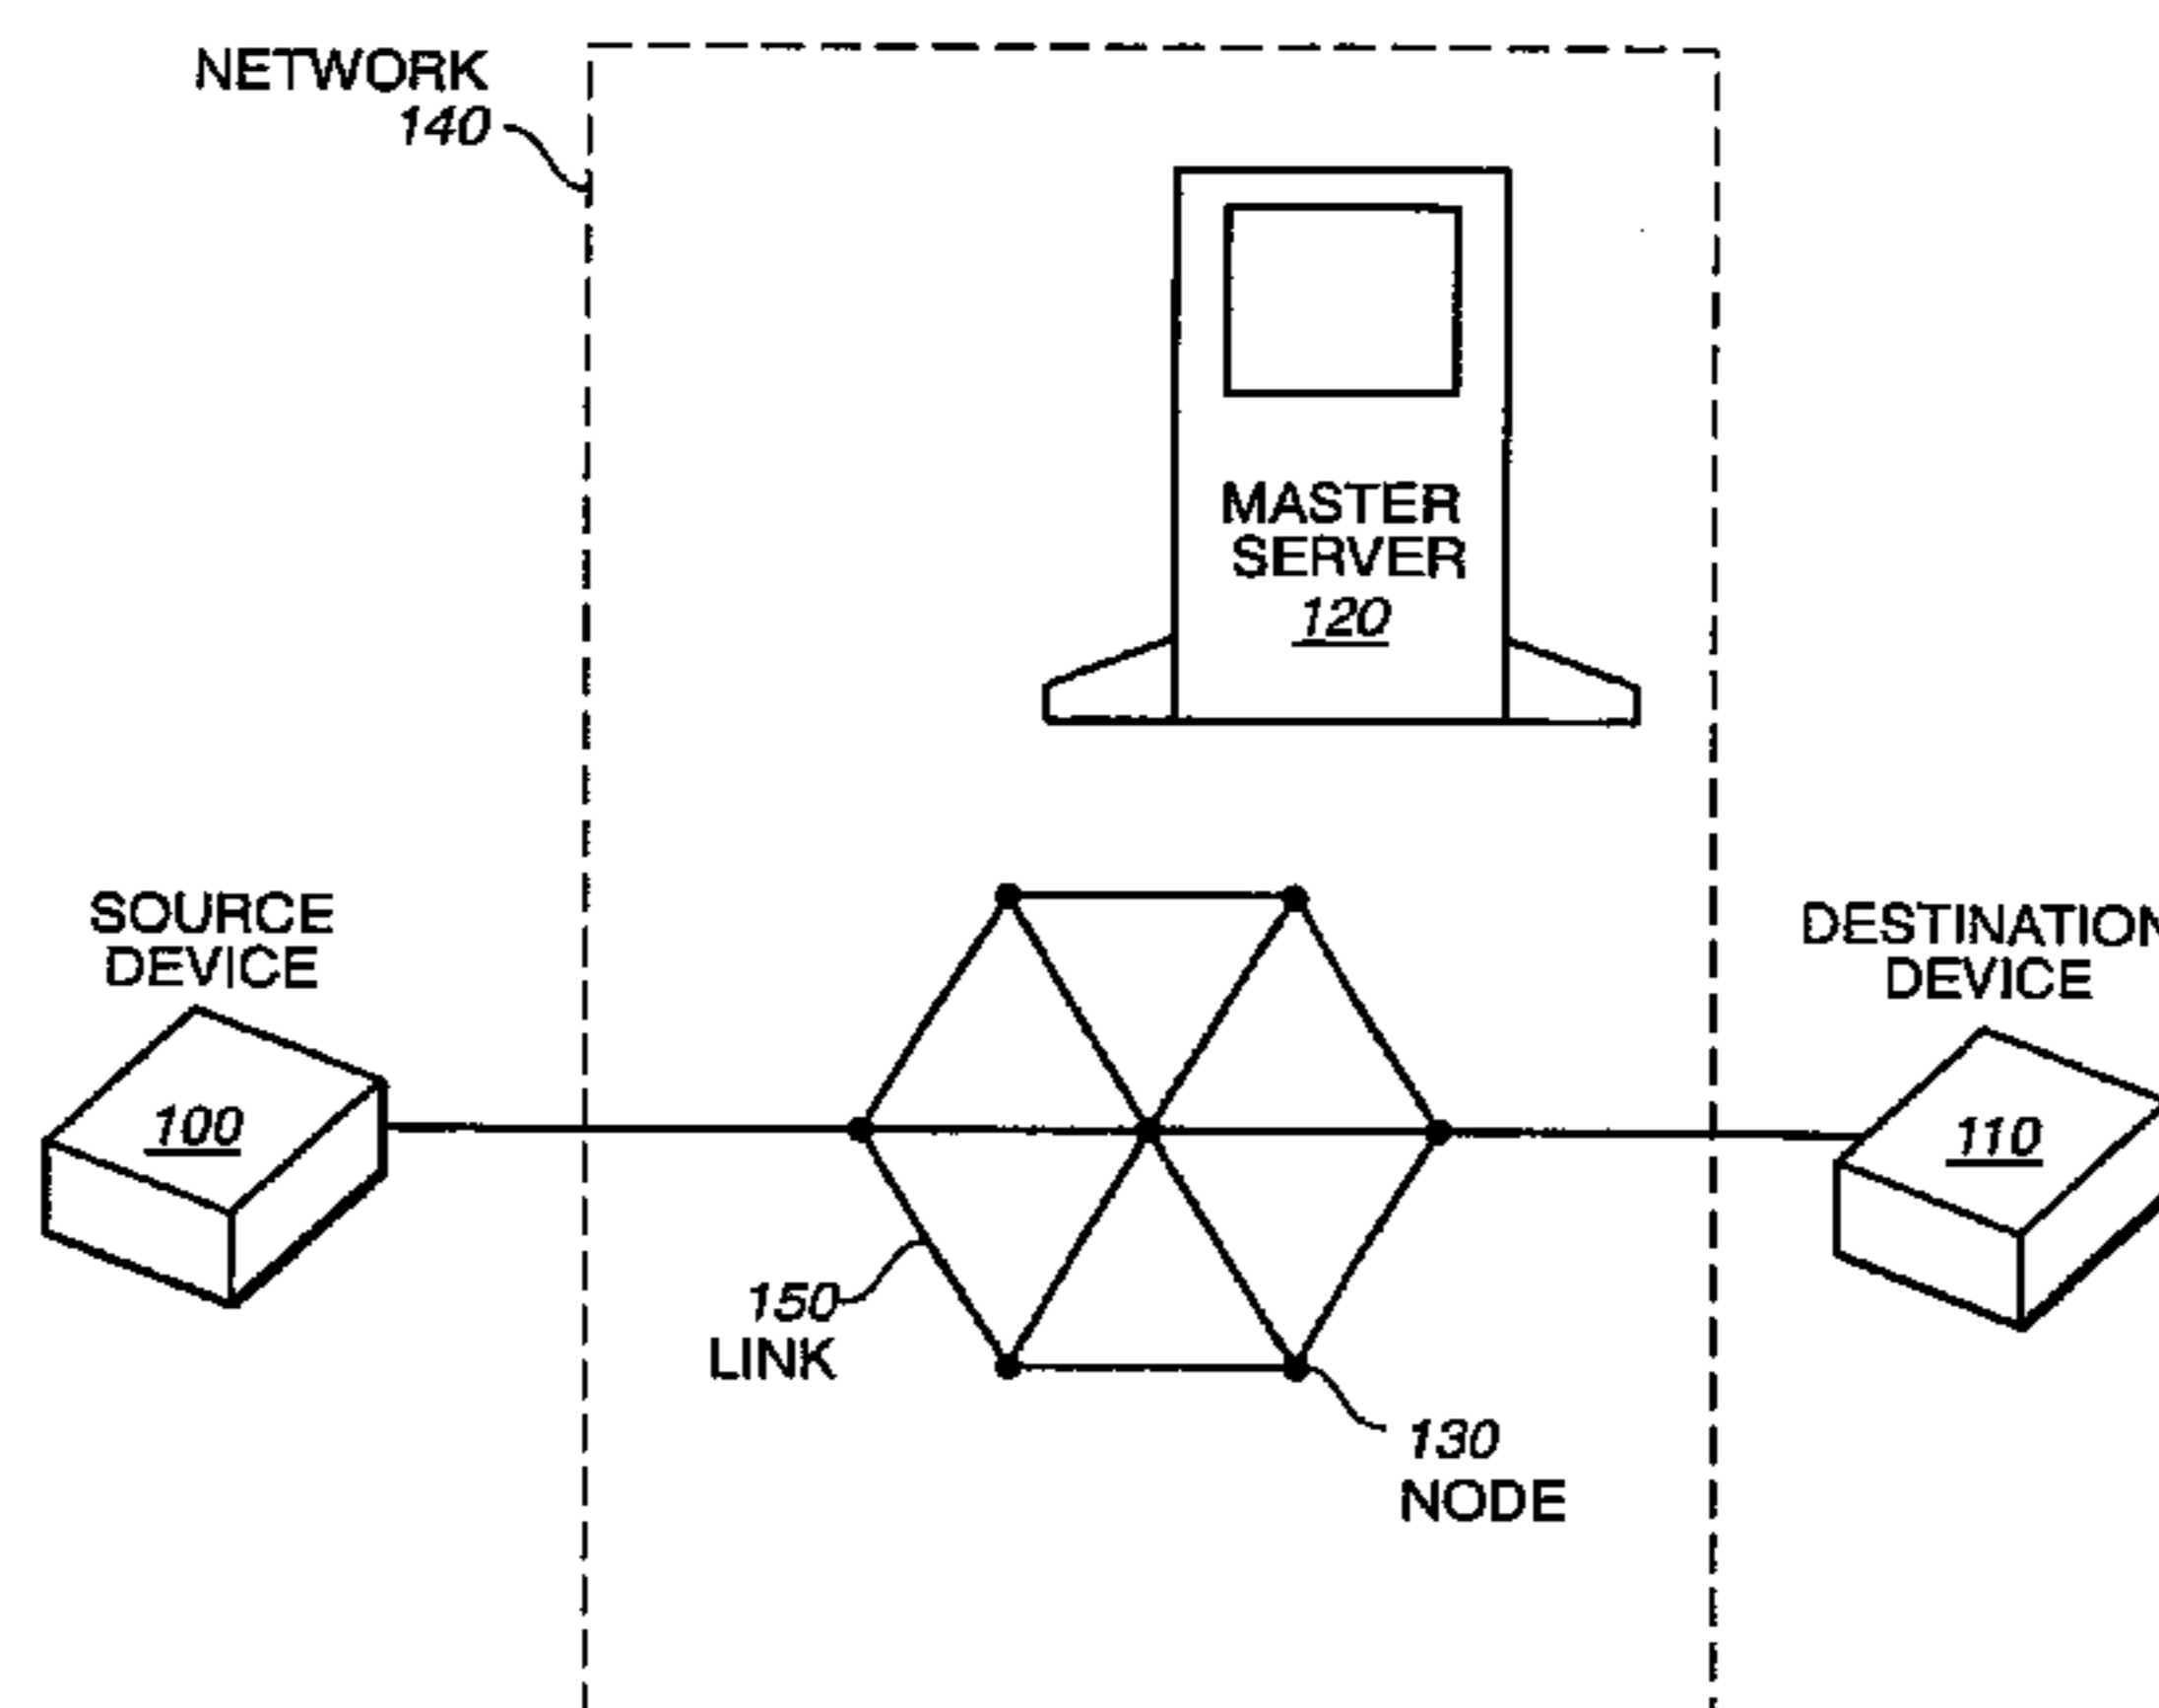 NETWORK
140
MASTER
SERVER
120
SOURCE
DEVICE
100
DESTINATION
DEVICE
110
150
LINK
130
NODE